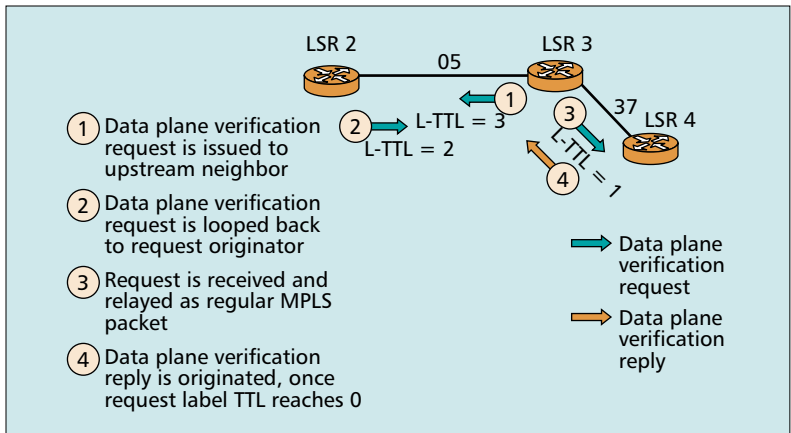 LSR 2
05
LSR 3
37
LSR 4
1
L-TTL = 3
2
L-TTL = 2
3
L-TTL = 1
4
1 Data plane verification
request is issued to
upstream neighbor
2 Data plane verification
request is looped back
to request originator
3 Request is received and
relayed as regular MPLS
packet
4 Data plane verification
reply is originated, once
request label TTL reaches 0
Data plane
verification
request
Data plane
verification
reply